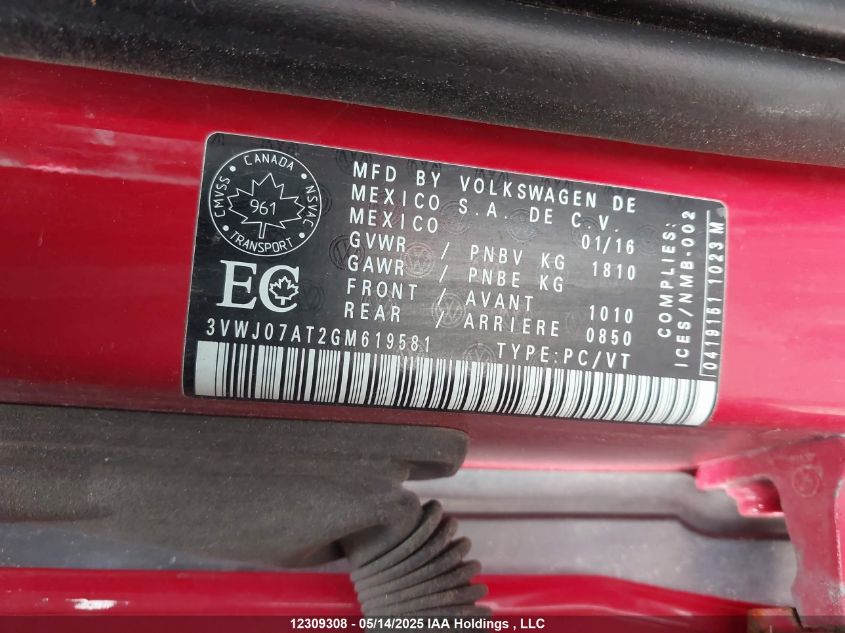 CANADA
CMVSS
NSVAC
961
TRANSPORT
EC
MFD BY VOLKSWAGEN DE
MEXICO S.A. DE C.V.
MEXICO 01/16
GVWR / PNBV KG 1810
GAWR / PNBE KG
FRONT / AVANT 1010
REAR / ARRIÈRE 0850
3VWJ07AT2GM619581 TYPE:PC/VT
COMPLIES:
ICES/NMB-002
0419151 1023 M
12309308 - 05/14/2025 IAA Holdings , LLC